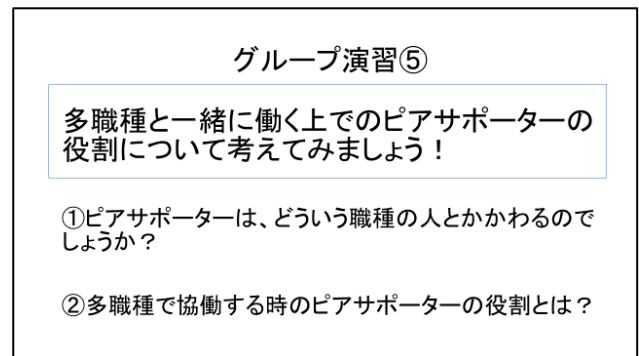 グループ演習⑤
多職種と一緒に働く上でのピアサポーターの
役割について考えてみましょう！
①ピアサポーターは、どういう職種の人とかかわるので
しょうか？
②多職種で協働する時のピアサポーターの役割とは？